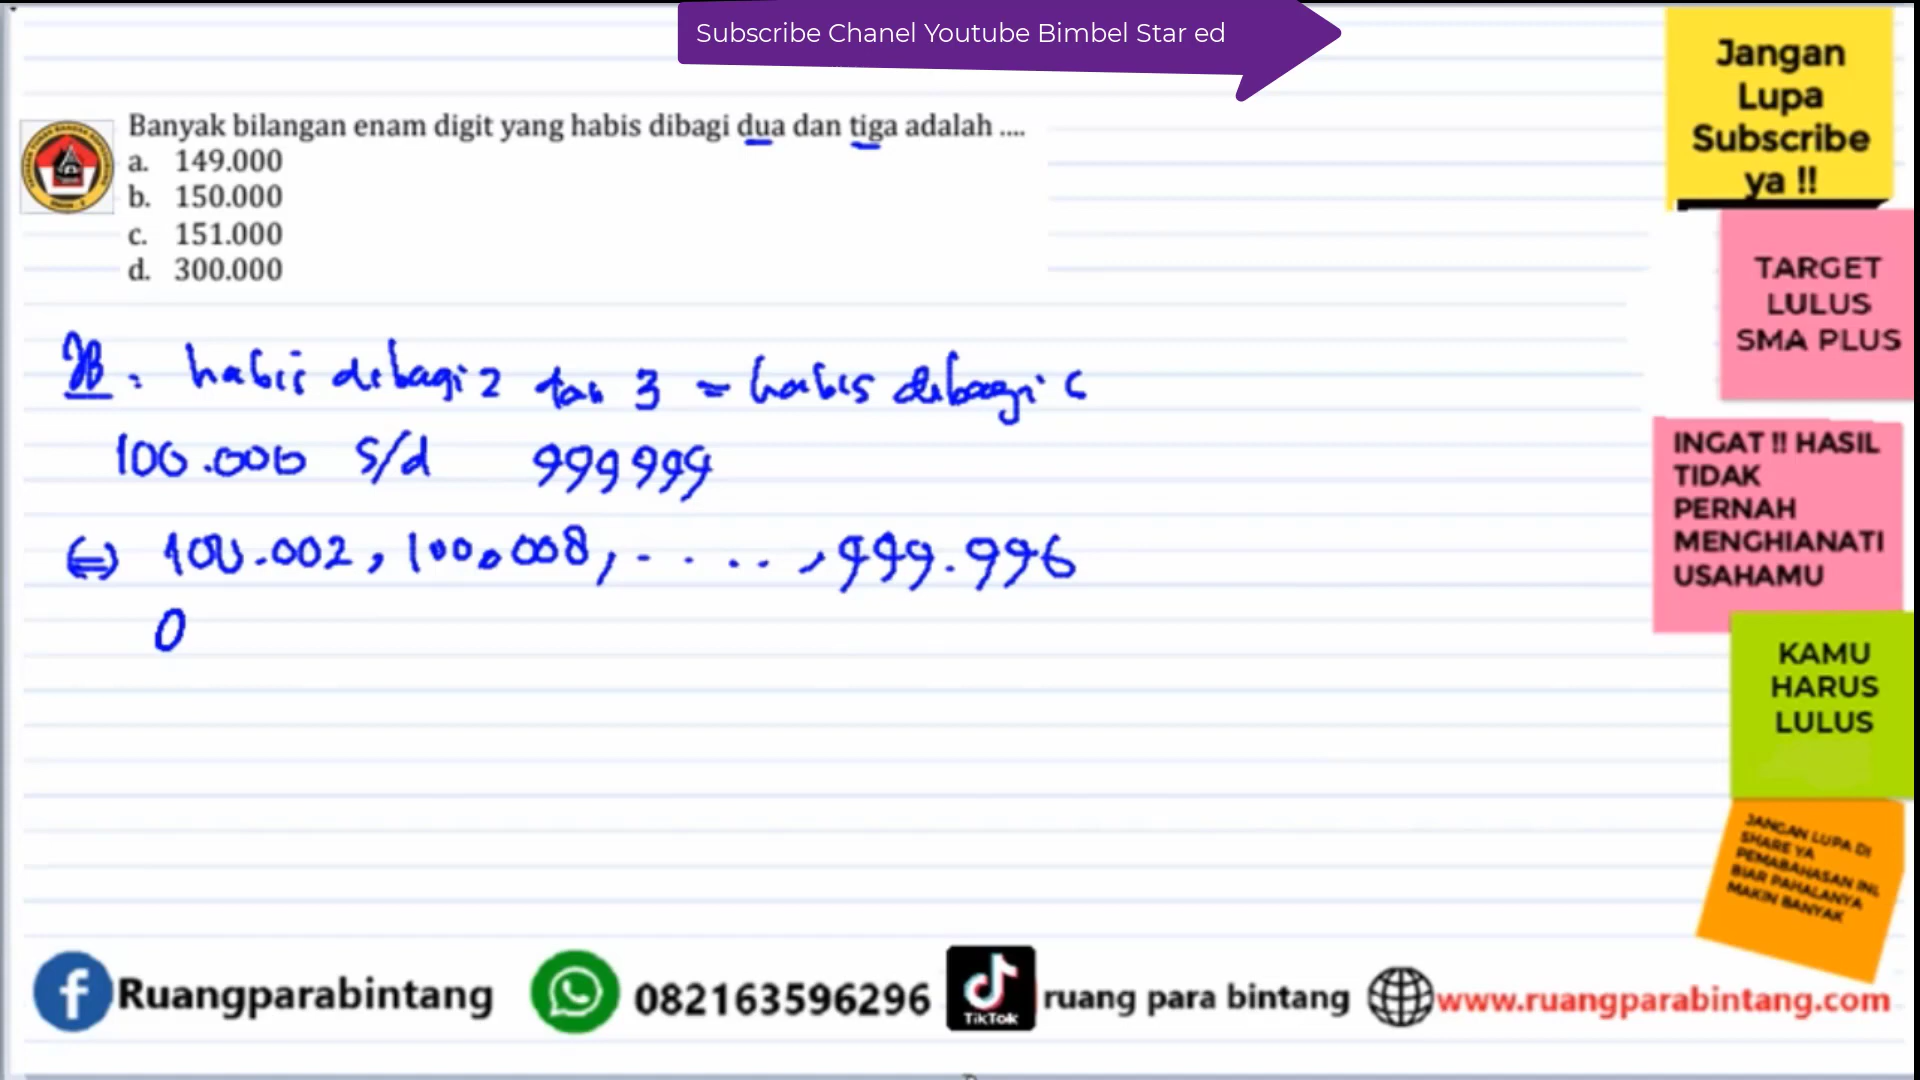 Subscribe Chanel Youtube Bimbel Star ed
Jangan
Lupa
Subscribe
ya !!
Banyak bilangan enam digit yang habis dibagi dua dan tiga adalah ....
a. 149.000
b. 150.000
c. 151.000
d. 300.000
TARGET
LULUS
SMA PLUS
JB : habis dibagi 2 dan 3 = habis dibagi 6
100.000 s/d 999999
INGAT !! HASIL
TIDAK
PERNAH
MENGHIANATI
USAHAMU
⇔ 100.002, 100.008, ....., 999.996
0
KAMU
HARUS
LULUS
JANGAN LUPA DI
SHARE YA
PEMABAHASAN INI,
BIAR PAHALANYA
MAKIN BANYAK
Ruangparabintang
082163596296
TikTok
ruang para bintang
www.ruangparabintang.com